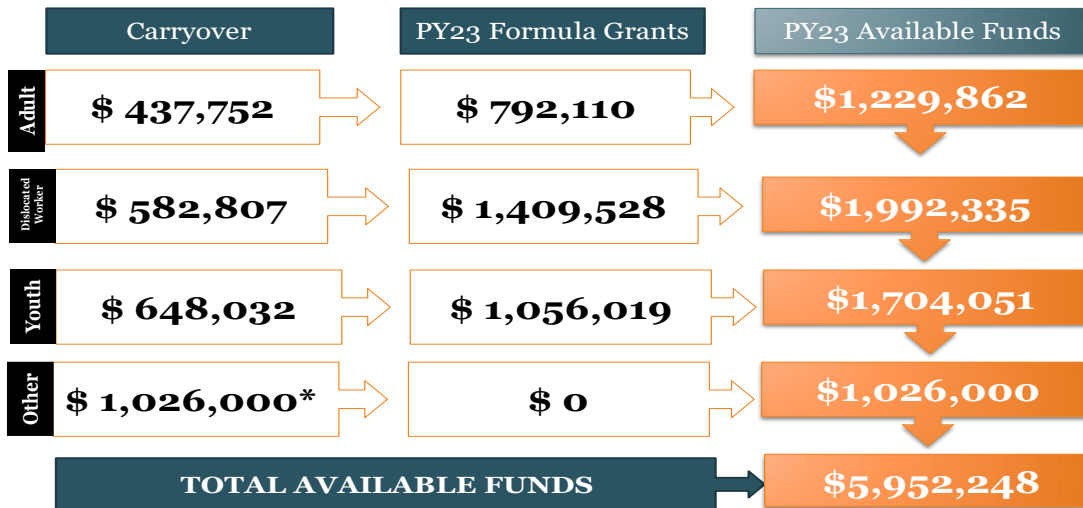 Carryover
PY23 Formula Grants
PY23 Available Funds
Adult
$ 437,752
$ 792,110
$1,229,862
Dislocated
Worker
$ 582,807
$ 1,409,528
$1,992,335
Youth
$ 648,032
$ 1,056,019
$1,704,051
Other
$ 1,026,000*
$ 0
$1,026,000
TOTAL AVAILABLE FUNDS
$5,952,248